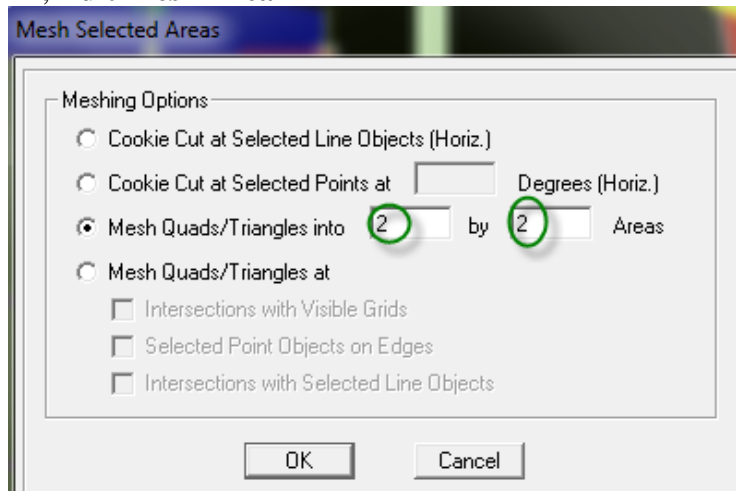 Mesh Selected Areas
Meshing Options
Cookie Cut at Selected Line Objects (Horiz.)
Cookie Cut at Selected Points at Degrees (Horiz.)
Mesh Quads/Triangles into 2 by 2 Areas
Mesh Quads/Triangles at
Intersections with Visible Grids
Selected Point Objects on Edges
Intersections with Selected Line Objects
OK Cancel